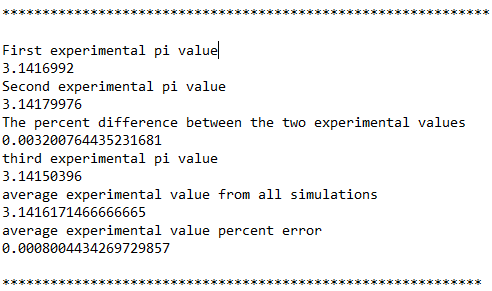 *************************************************************
First experimental pi value
3.1416992
Second experimental pi value
3.14179976
The percent difference between the two experimental values
0.003200764435231681
third experimental pi value
3.14150396
average experimental value from all simulations
3.1416171466666665
average experimental value percent error
0.0008004434269729857
************************************************************